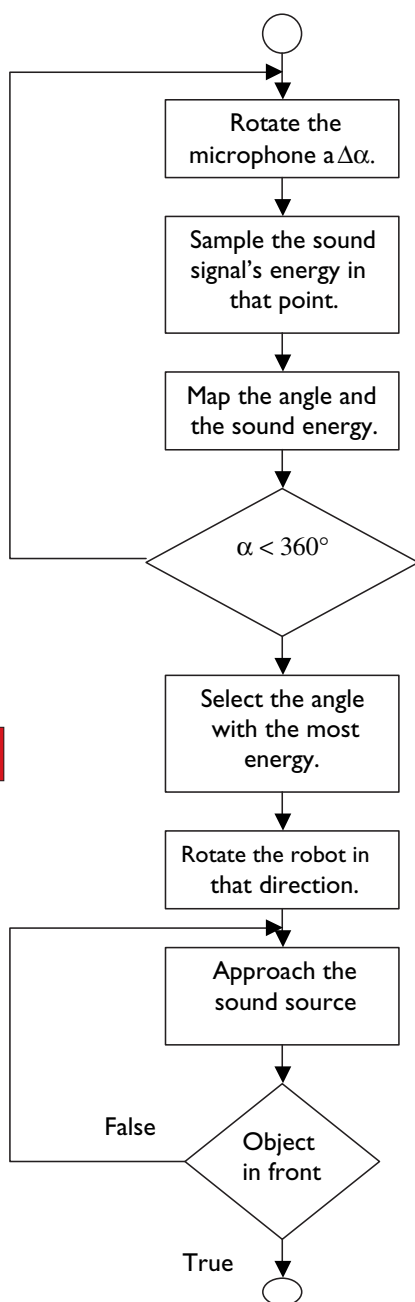 Rotate the
microphone a Δα.
Sample the sound
signal's energy in
that point.
Map the angle and
the sound energy.
α < 360°
Select the angle
with the most
energy.
Rotate the robot in
that direction.
Approach the
sound source
False
Object
in front
True